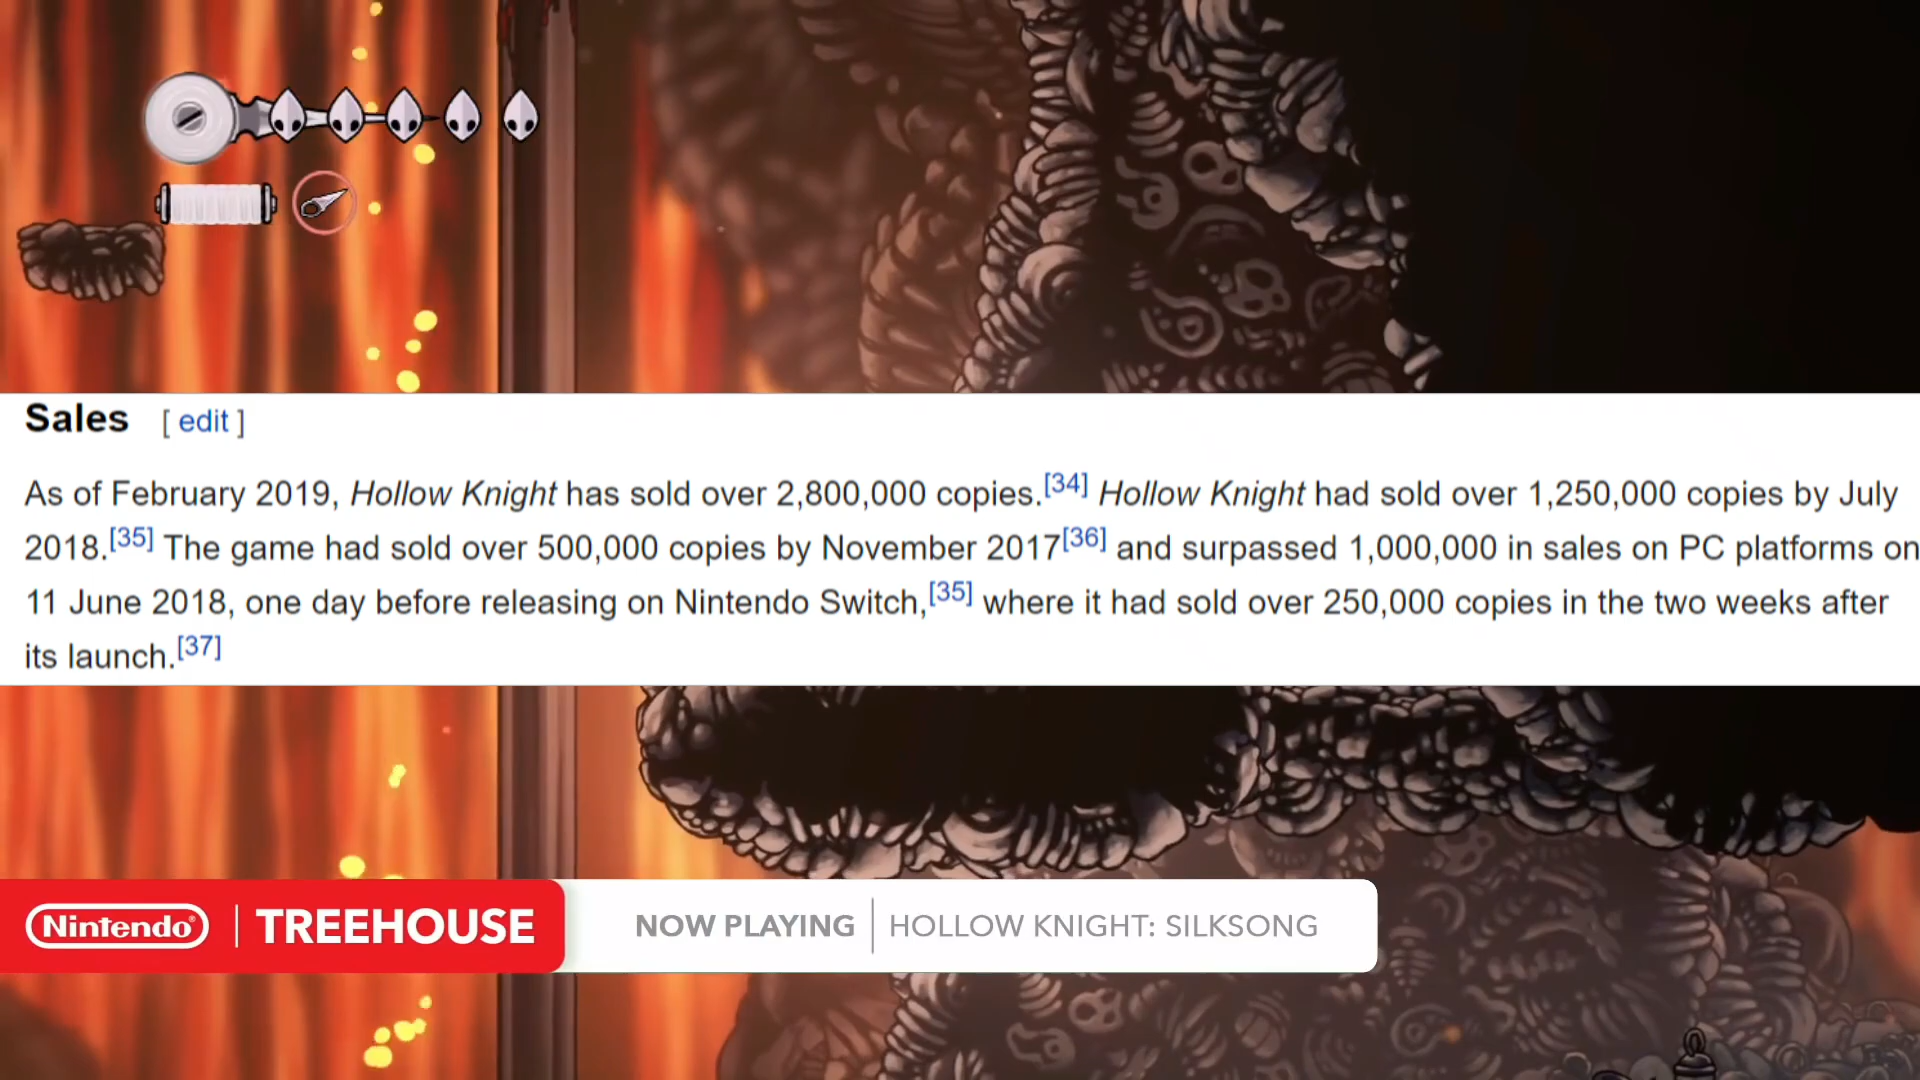 Sales [ edit ]
As of February 2019, Hollow Knight has sold over 2,800,000 copies.[34] Hollow Knight had sold over 1,250,000 copies by July
2018.[35] The game had sold over 500,000 copies by November 2017[36] and surpassed 1,000,000 in sales on PC platforms on
11 June 2018, one day before releasing on Nintendo Switch,[35] where it had sold over 250,000 copies in the two weeks after
its launch.[37]
Nintendo® | TREEHOUSE NOW PLAYING | HOLLOW KNIGHT: SILKSONG